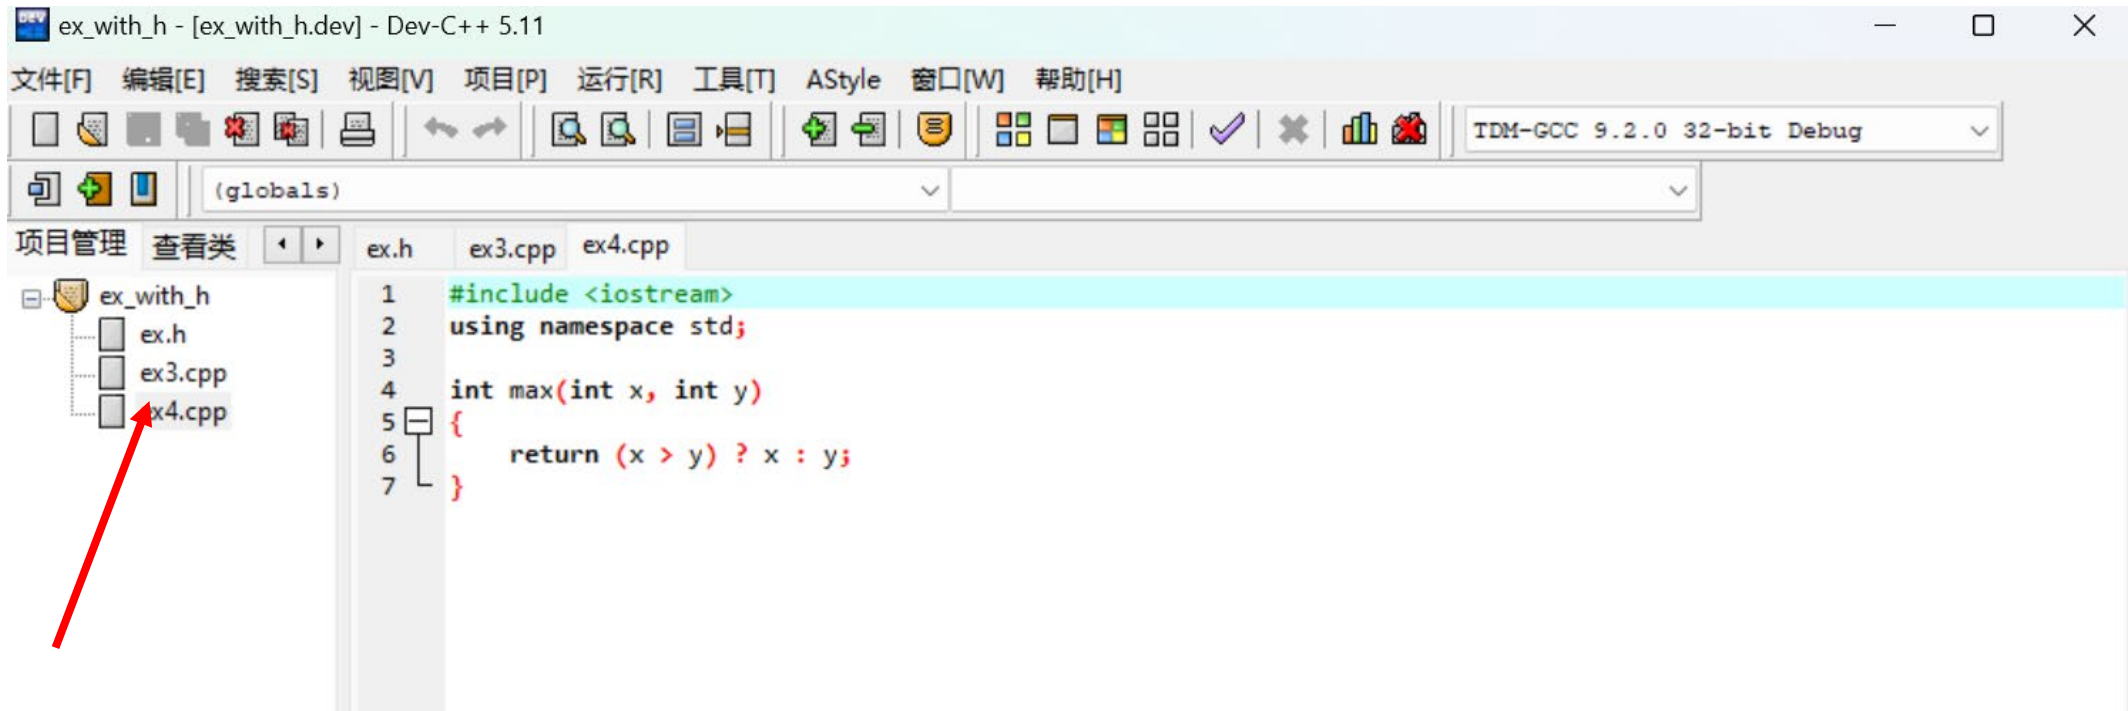 ex_with_h - [ex_with_h.dev] - Dev-C++ 5.11
文件[F] 编辑[E] 搜索[S] 视图[V] 项目[P] 运行[R] 工具[T] AStyle 窗口[W] 帮助[H]
TDM-GCC 9.2.0 32-bit Debug
(globals)
项目管理 查看类 ex.h ex3.cpp ex4.cpp
ex_with_h
ex.h
ex3.cpp
x4.cpp
1 #include <iostream>
2 using namespace std;
3
4 int max(int x, int y)
5 {
6 return (x > y) ? x : y;
7 }